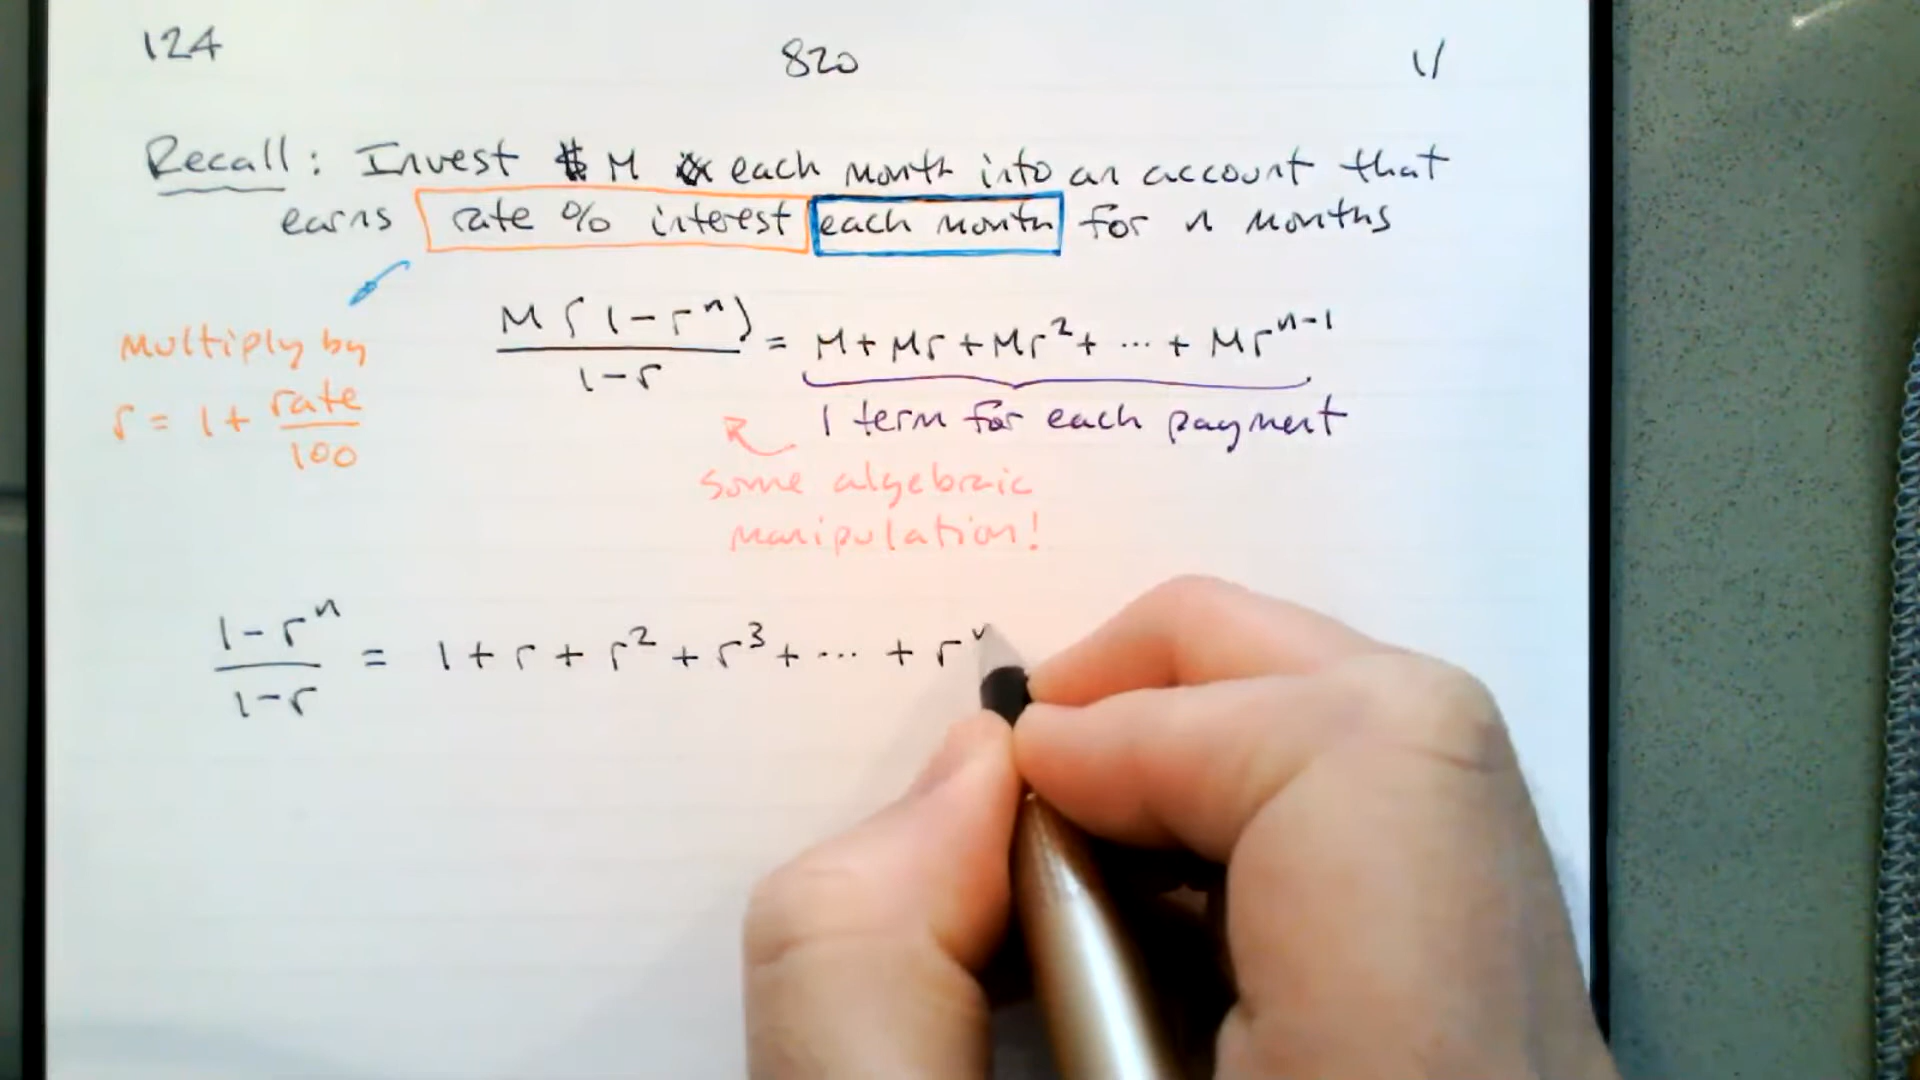 124 820 1/
Recall: Invest $ M each month into an account that
earns rate % interest each month for n months
Multiply by
r = 1 + rate/100
M r (1 - r^n) / 1 - r = M + Mr + Mr^2 + ... + Mr^n-1
1 term for each payment
some algebraic
manipulation!
1 - r^n / 1 - r = 1 + r + r^2 + r^3 + ... + r